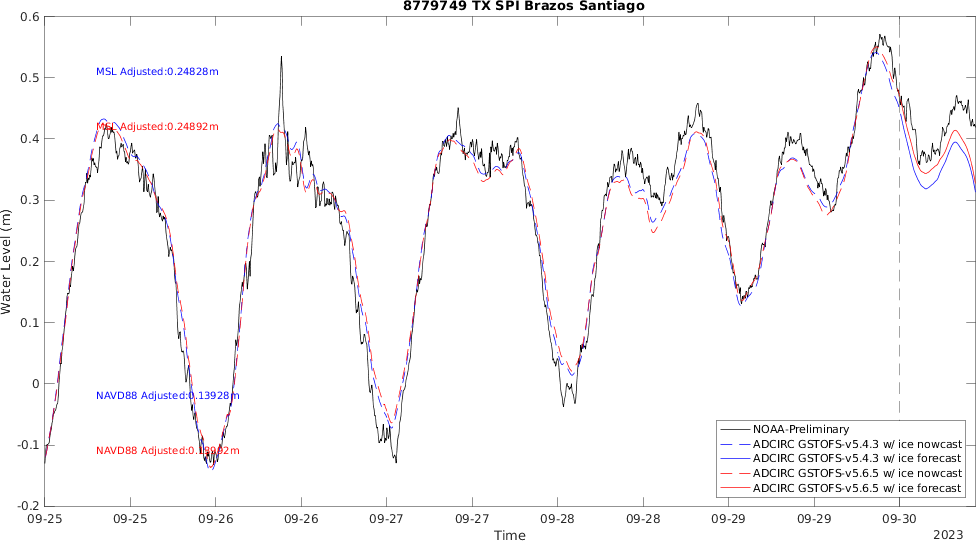 8779749 TX SPI Brazos Santiago
0.6
0.5
0.4
0.3
0.2
0.1
0
-0.1
-0.2
Water Level (m)
MSL Adjusted:0.24828m
MSL Adjusted:0.24892m
NAVD88 Adjusted:0.13928m
NAVD88 Adjusted:
NOAA-Preliminary
ADCIRC GSTOFS-v5.4.3 w/ ice nowcast
ADCIRC GSTOFS-v5.4.3 w/ ice forecast
ADCIRC GSTOFS-v5.6.5 w/ ice nowcast
ADCIRC GSTOFS-v5.6.5 w/ ice forecast
09-25 09-25 09-26 09-26 09-27 09-27 09-28 09-28 09-29 09-29 09-30
Time
2023